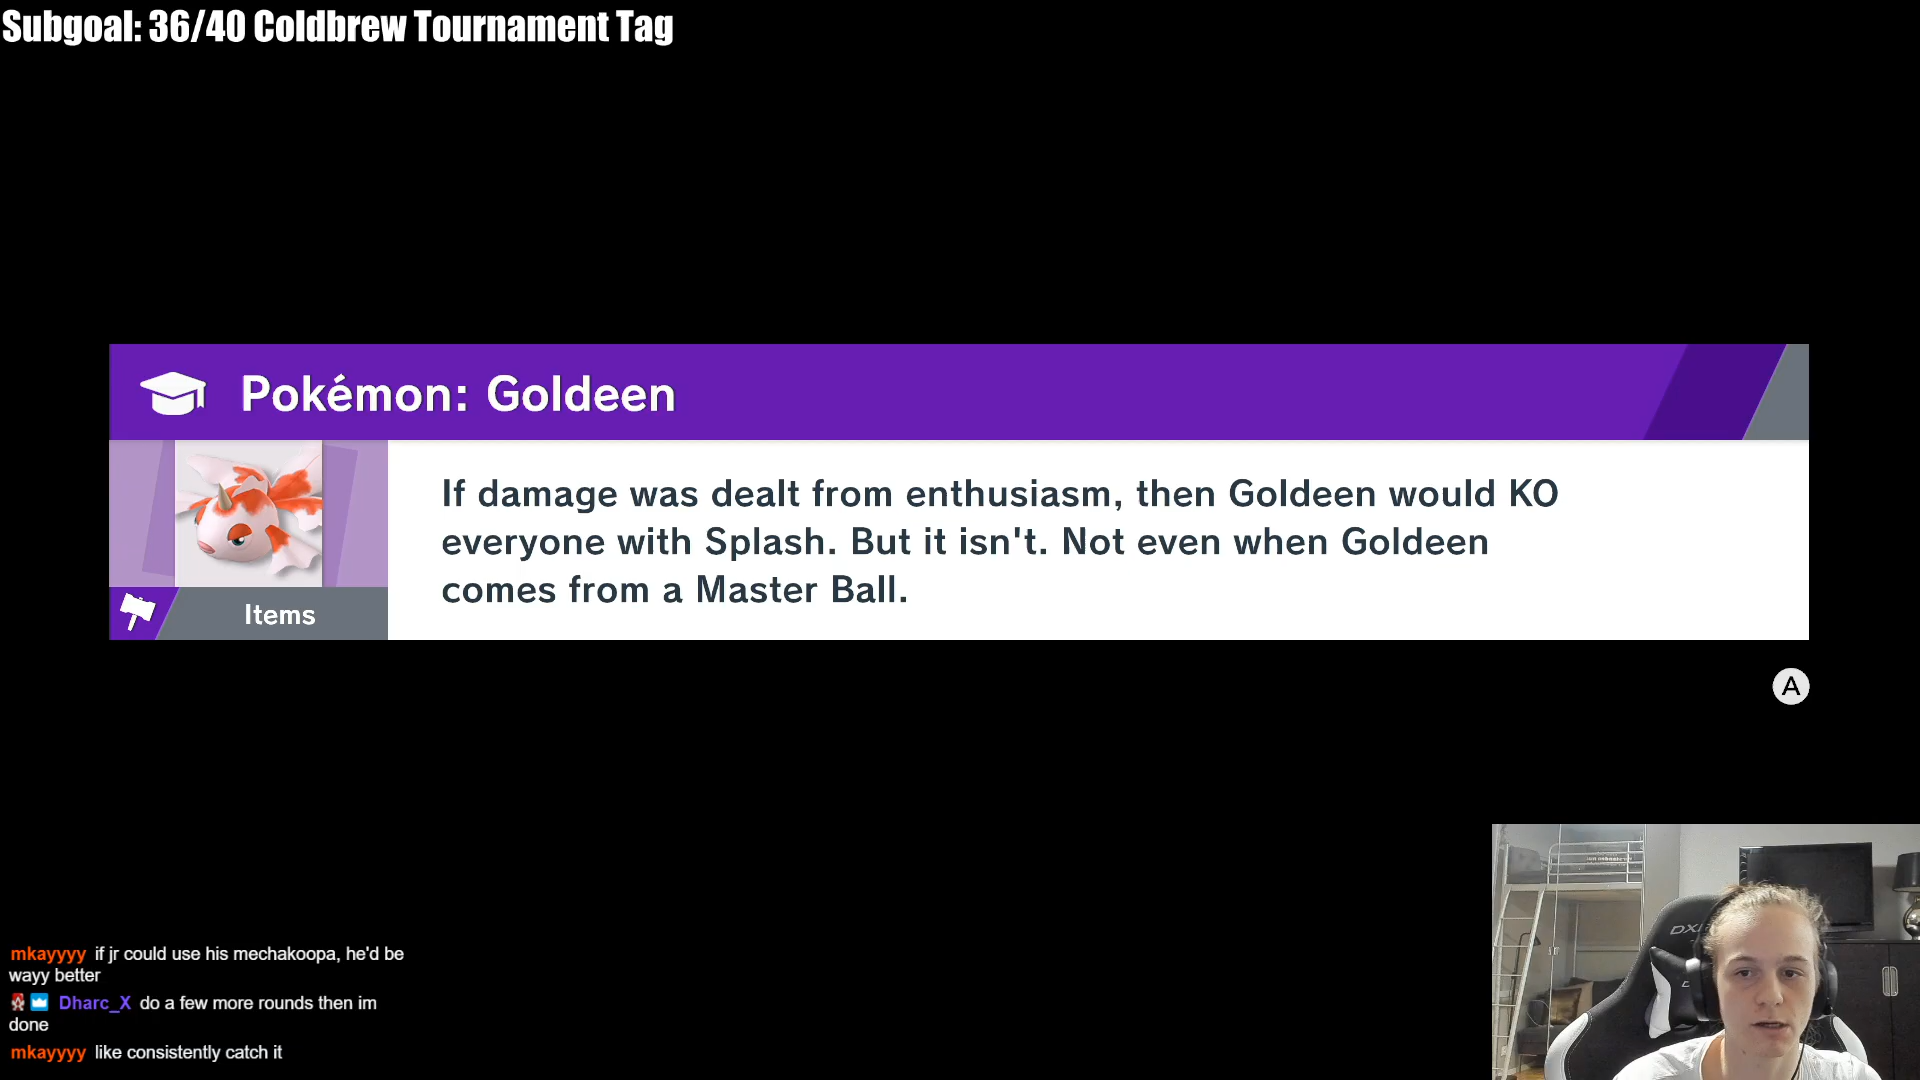 Subgoal: 36/40 Coldbrew Tournament Tag
Pokémon: Goldeen
If damage was dealt from enthusiasm, then Goldeen would KO
everyone with Splash. But it isn't. Not even when Goldeen
comes from a Master Ball.
Items
A
mkayyyy if jr could use his mechakoopa, he'd be
wayy better
Dharc_X do a few more rounds then im
done
mkayyyy like consistently catch it